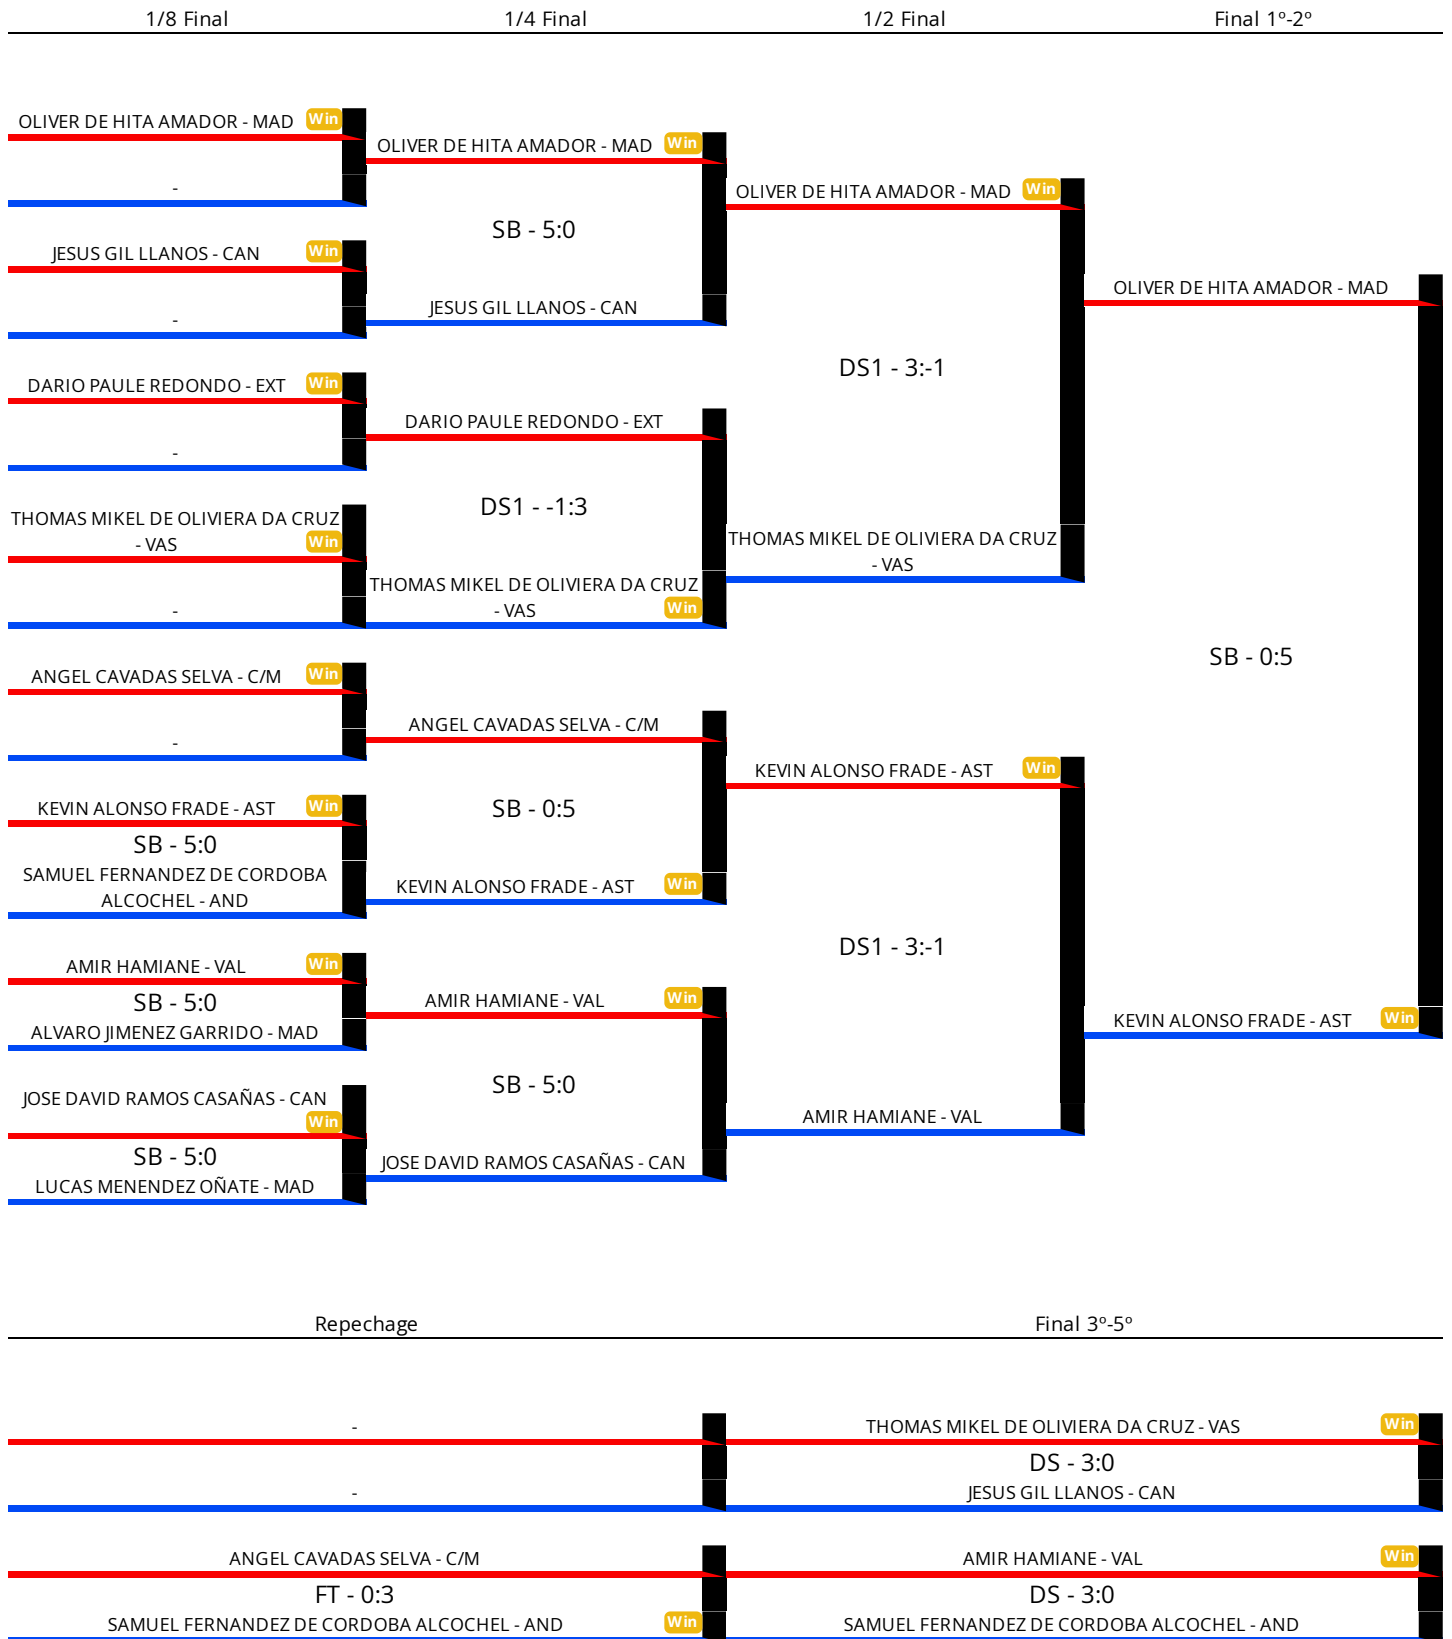 1/8 Final
1/4 Final
1/2 Final
Final 1º-2º
OLIVER DE HITA AMADOR - MAD Win
-
JESUS GIL LLANOS - CAN Win
-
DARIO PAULE REDONDO - EXT Win
-
THOMAS MIKEL DE OLIVIERA DA CRUZ
- VAS Win
-
ANGEL CAVADAS SELVA - C/M Win
-
KEVIN ALONSO FRADE - AST Win
SB - 5:0
SAMUEL FERNANDEZ DE CORDOBA
ALCOCHEL - AND
AMIR HAMIANE - VAL Win
SB - 5:0
ALVARO JIMENEZ GARRIDO - MAD
JOSE DAVID RAMOS CASAÑAS - CAN
Win
SB - 5:0
LUCAS MENENDEZ OÑATE - MAD
OLIVER DE HITA AMADOR - MAD Win
SB - 5:0
JESUS GIL LLANOS - CAN
DARIO PAULE REDONDO - EXT
DS1 - -1:3
THOMAS MIKEL DE OLIVIERA DA CRUZ
- VAS Win
ANGEL CAVADAS SELVA - C/M
SB - 0:5
KEVIN ALONSO FRADE - AST Win
AMIR HAMIANE - VAL Win
SB - 5:0
JOSE DAVID RAMOS CASAÑAS - CAN
OLIVER DE HITA AMADOR - MAD Win
DS1 - 3:-1
THOMAS MIKEL DE OLIVIERA DA CRUZ
- VAS
KEVIN ALONSO FRADE - AST Win
DS1 - 3:-1
AMIR HAMIANE - VAL
OLIVER DE HITA AMADOR - MAD
SB - 0:5
KEVIN ALONSO FRADE - AST Win
Repechage
Final 3º-5º
-
-
ANGEL CAVADAS SELVA - C/M
FT - 0:3
SAMUEL FERNANDEZ DE CORDOBA ALCOCHEL - AND Win
THOMAS MIKEL DE OLIVIERA DA CRUZ - VAS Win
DS - 3:0
JESUS GIL LLANOS - CAN
AMIR HAMIANE - VAL Win
DS - 3:0
SAMUEL FERNANDEZ DE CORDOBA ALCOCHEL - AND